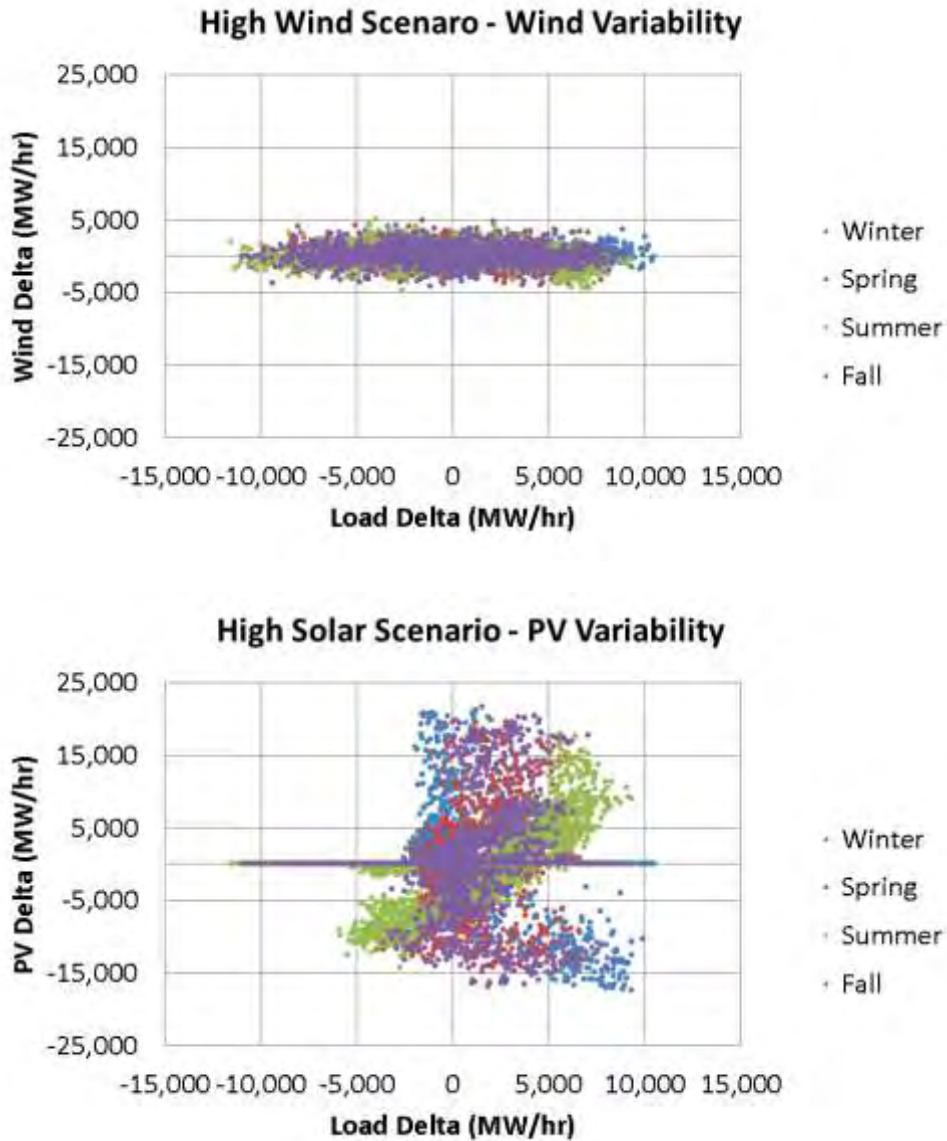 High Wind Scenaro - Wind Variability
25,000
15,000
5,000
-5,000
-15,000
-25,000
Wind Delta (MW/hr)
-15,000 -10,000 -5,000 0 5,000 10,000 15,000
Load Delta (MW/hr)
Winter
Spring
Summer
Fall
High Solar Scenario - PV Variability
25,000
15,000
5,000
-5,000
-15,000
-25,000
PV Delta (MW/hr)
-15,000 -10,000 -5,000 0 5,000 10,000 15,000
Load Delta (MW/hr)
Winter
Spring
Summer
Fall